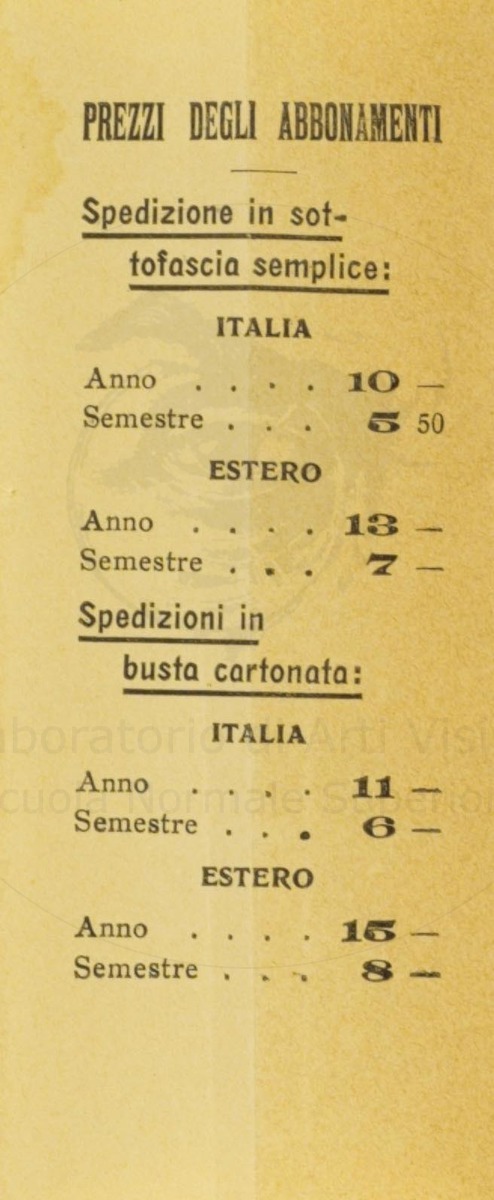 PREZZI DEGLI ABBONAMENTI
Spedizione in sot-
tofascia semplice:
ITALIA
Anno . . . . 10 —
Semestre . . . 5 50
ESTERO
Anno . . . . 13 —
Semestre . . . 7 —
Spedizioni in
busta cartonata:
ITALIA
Anno . . . . 11 —
Semestre . . . 6 —
ESTERO
Anno . . . . 15 —
Semestre . . . 8 —